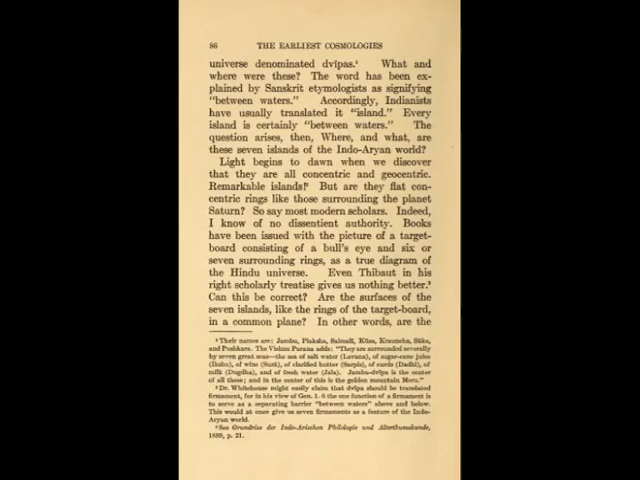 86 THE EARLIEST COSMOLOGIES
universe denominated dvîpas.¹ What and
where were these? The word has been ex-
plained by Sanskrit etymologists as signifying
"between waters." Accordingly, Indianists
have usually translated it "island." Every
island is certainly "between waters." The
question arises, then, Where, and what, are
these seven islands of the Indo-Aryan world?
Light begins to dawn when we discover
that they are all concentric and geocentric.
Remarkable islands!² But are they flat con-
centric rings like those surrounding the planet
Saturn? So say most modern scholars. Indeed,
I know of no dissentient authority. Books
have been issued with the picture of a target-
board consisting of a bull's eye and six or
seven surrounding rings, as a true diagram of
the Hindu universe. Even Thibaut in his
right scholarly treatise gives us nothing better.³
Can this be correct? Are the surfaces of the
seven islands, like the rings of the target-board,
in a common plane? In other words, are the
¹ Their names are: Jambu, Plaksha, Salmalî, Kûsa, Krauncha, Sâka,
and Pushkara. The Vishnu Purana adds: "They are surrounded severally
by seven great seas—the sea of salt water (Lavana), of sugar-cane juice
(Ikshu), of wine (Surâ), of clarified butter (Sarpis), of curds (Dadhi), of
milk (Dugdha), and of fresh water (Jala). Jambu-dvîpa is the center
of all these; and in the center of this is the golden mountain Meru."
² Dr. Whitehouse might easily claim that dvîpa should be translated
firmament, for in his view of Gen. 1. 6 the one function of a firmament is
to serve as a separating barrier "between waters" above and below.
This would at once give us seven firmaments as a feature of the Indo-
Aryan world.
³ See Grundriss der Indo-Arischen Philologie und Alterthumskunde,
1899, p. 21.